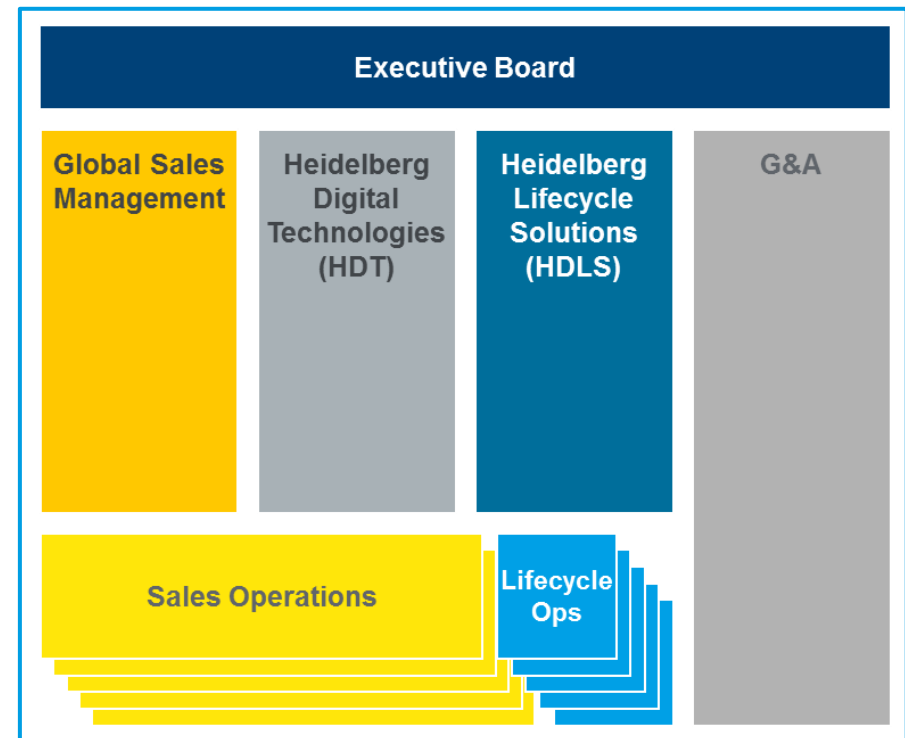 Executive Board
Global Sales
Management
Heidelberg
Digital
Technologies
(HDT)
Heidelberg
Lifecycle
Solutions
(HDLS)
G&A
Sales Operations
Lifecycle
Ops